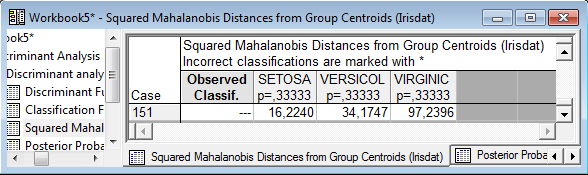 Workbook5* - Squared Mahalanobis Distances from Group Centroids (Irisdat)
5*
criminant Analysis
Discriminant analy
Discriminant Fu
Classification F
Squared Mahal
Posterior Proba
Squared Mahalanobis Distances from Group Centroids (Irisdat)
Incorrect classifications are marked with *
Observed SETOSA VERSICOL VIRGINIC
Case Classif. p=,33333 p=,33333 p=,33333
151 --- 16,2240 34,1747 97,2396
Squared Mahalanobis Distances from Group Centroids (Irisdat) Posterior Proba